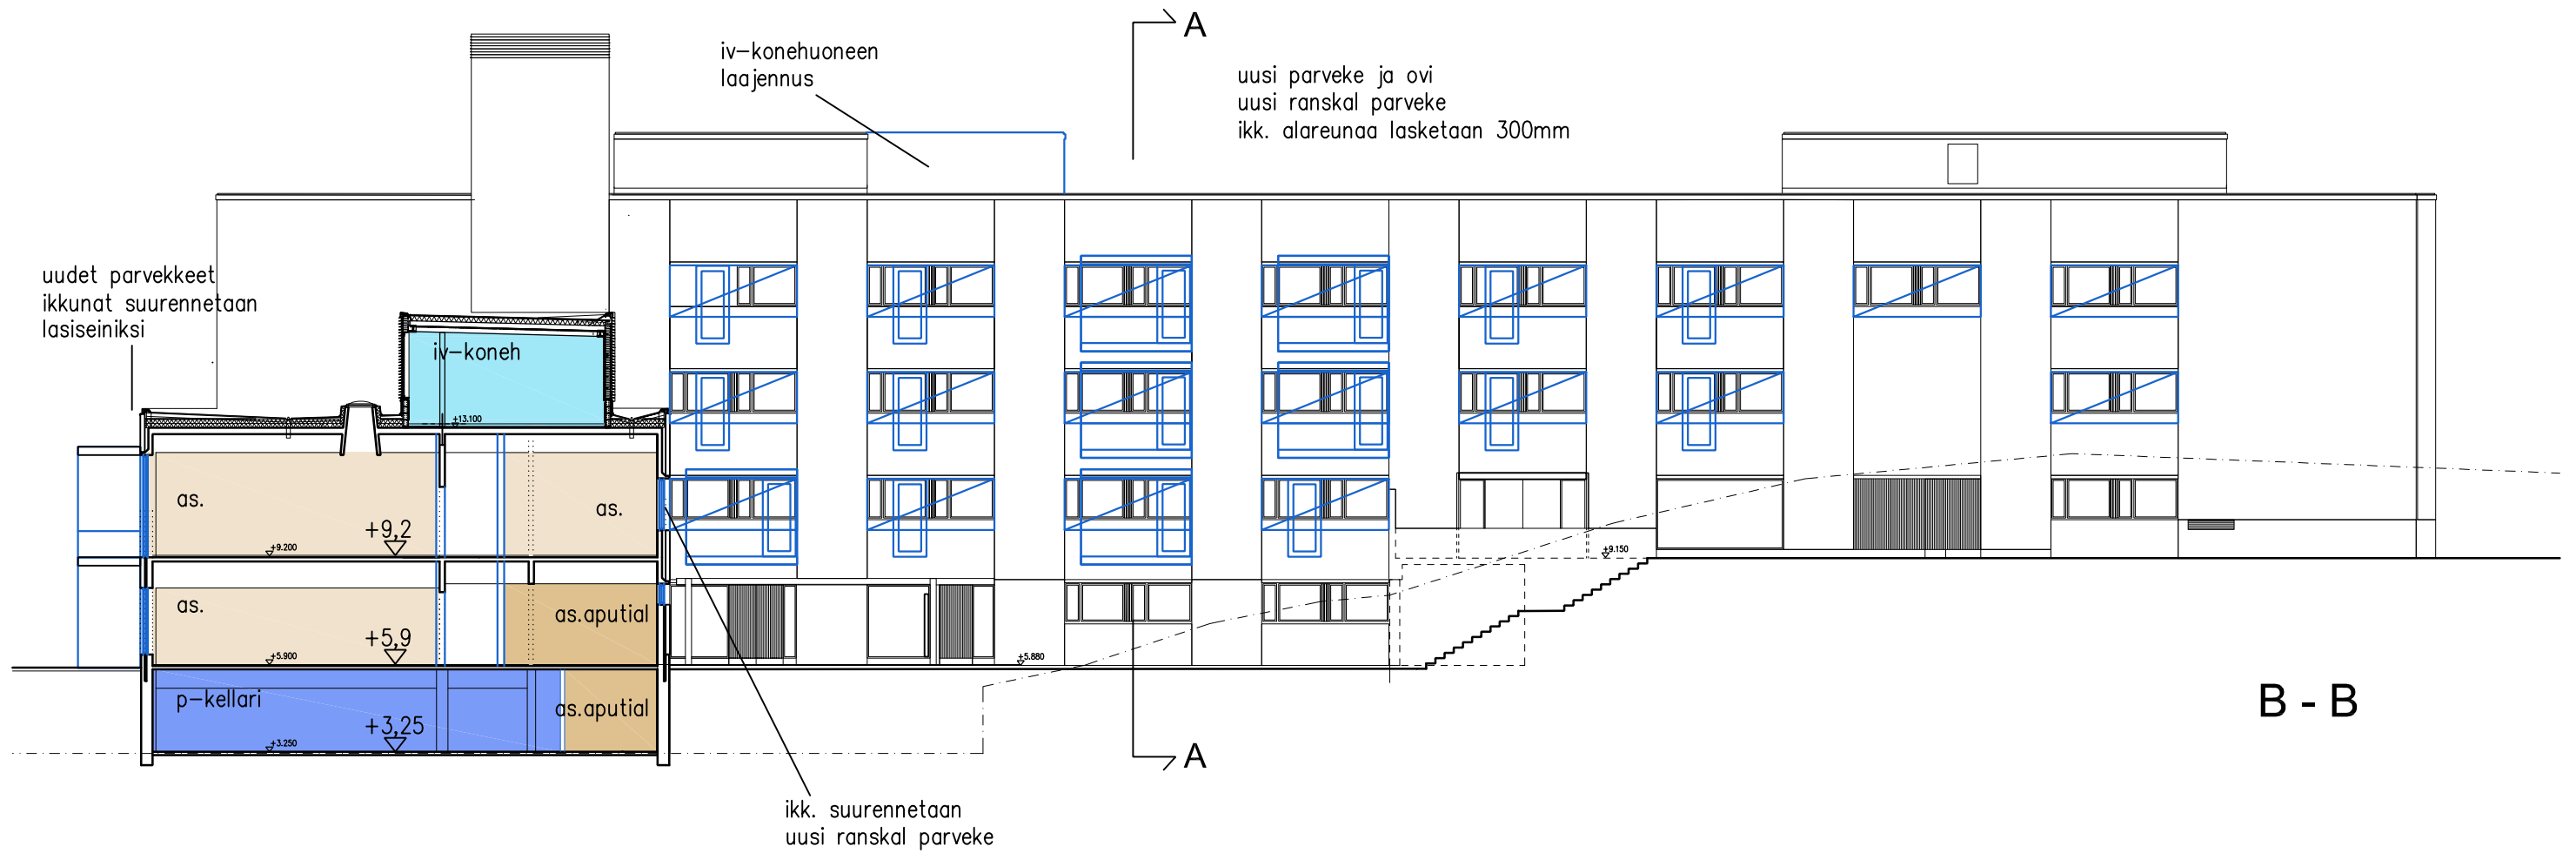 A
iv-konehuoneen
laajennus
uusi parveke ja ovi
uusi ranskal parveke
ikk. alareunaa lasketaan 300mm
uudet parvekkeet
ikkunat suurennetaan
lasiseiniksi
iv-koneh
+13.100
as.
as.
+9,2
+9.200
+9.150
as.
as.aputial
+5,9
+5.900
+5.880
p-kellari
as.aputial
+3,25
+3.250
B - B
A
ikk. suurennetaan
uusi ranskal parveke